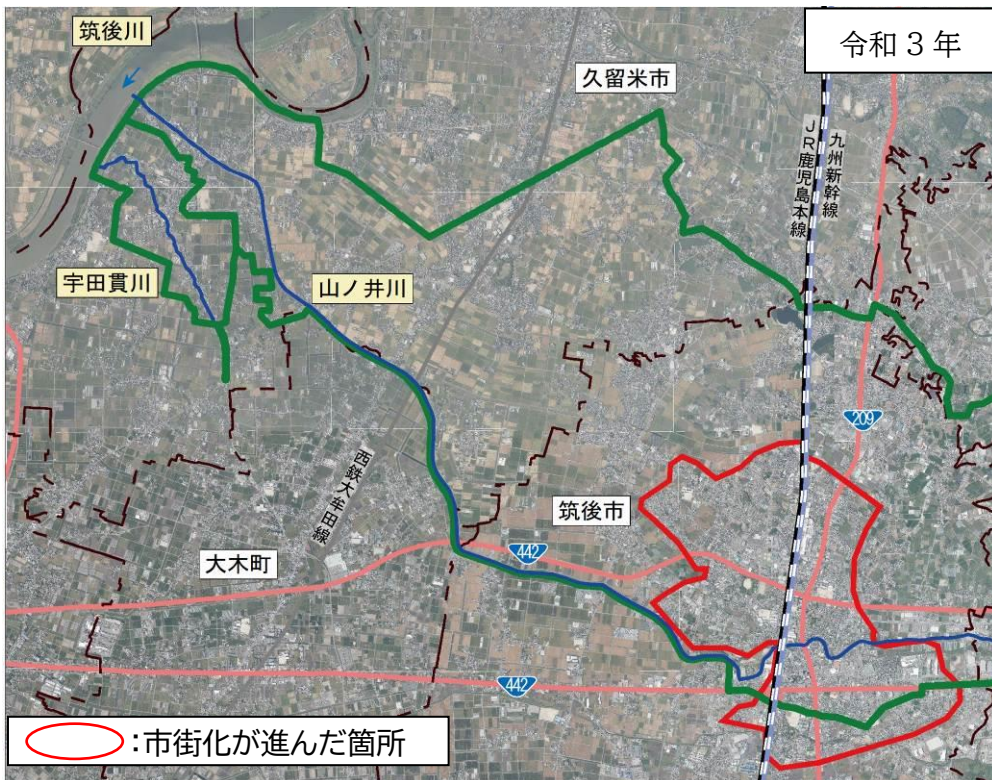 筑後川
令和３年
久留米市
九州新幹線
ＪＲ鹿児島本線
宇田貫川
山ノ井川
209
西鉄大牟田線
筑後市
大木町
442
442
：市街化が進んだ箇所